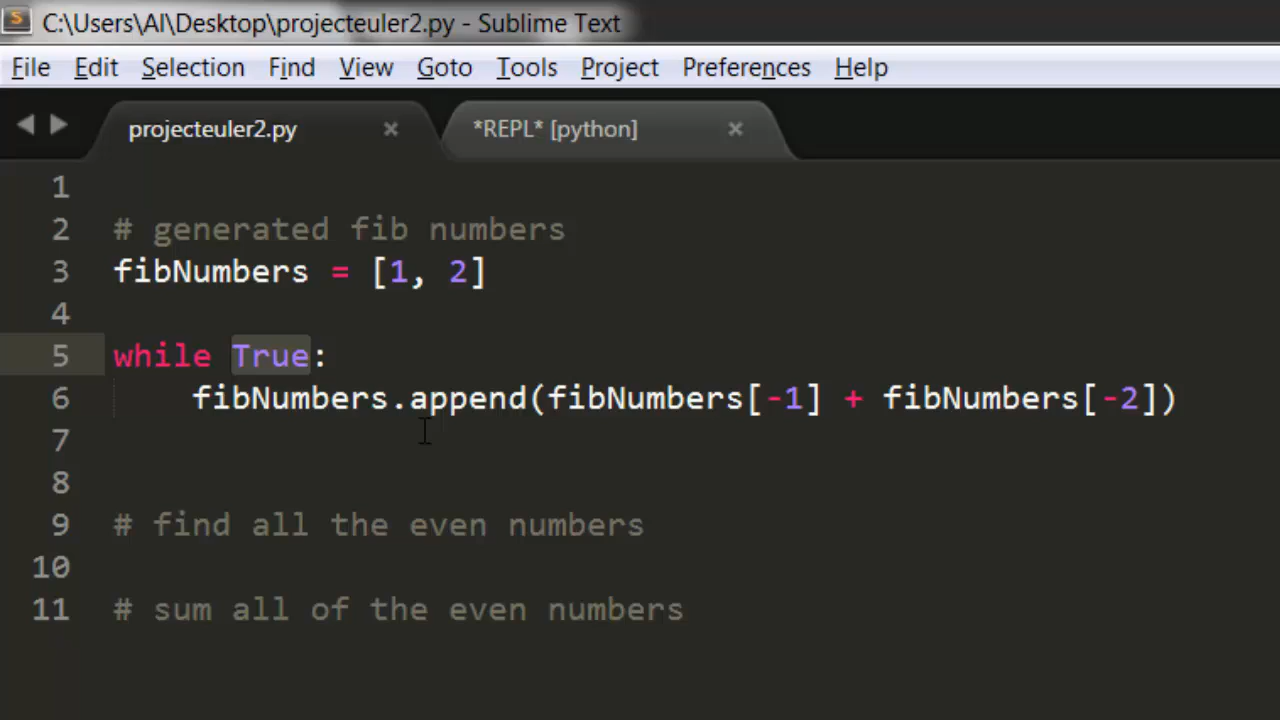 C:\Users\Al\Desktop\projecteuler2.py - Sublime Text
File Edit Selection Find View Goto Tools Project Preferences Help
projecteuler2.py × *REPL* [python] ×
1
2 # generated fib numbers
3 fibNumbers = [1, 2]
4
5 while True:
6 fibNumbers.append(fibNumbers[-1] + fibNumbers[-2])
7
8
9 # find all the even numbers
10
11 # sum all of the even numbers